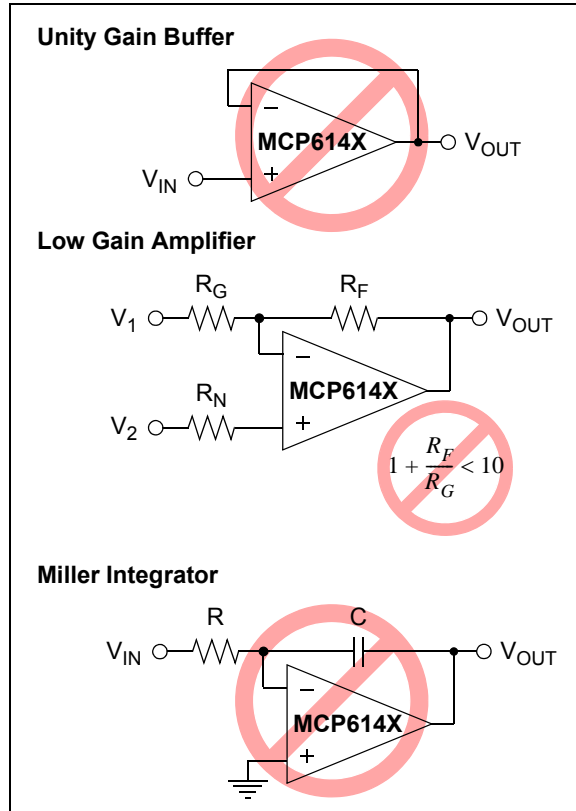 Unity Gain Buffer
−
MCP614X
VOUT
VIN
+
Low Gain Amplifier
RG
RF
V1
VOUT
−
MCP614X
RN
V2
+
1 + RF/RG < 10
Miller Integrator
R
C
VIN
VOUT
−
MCP614X
+